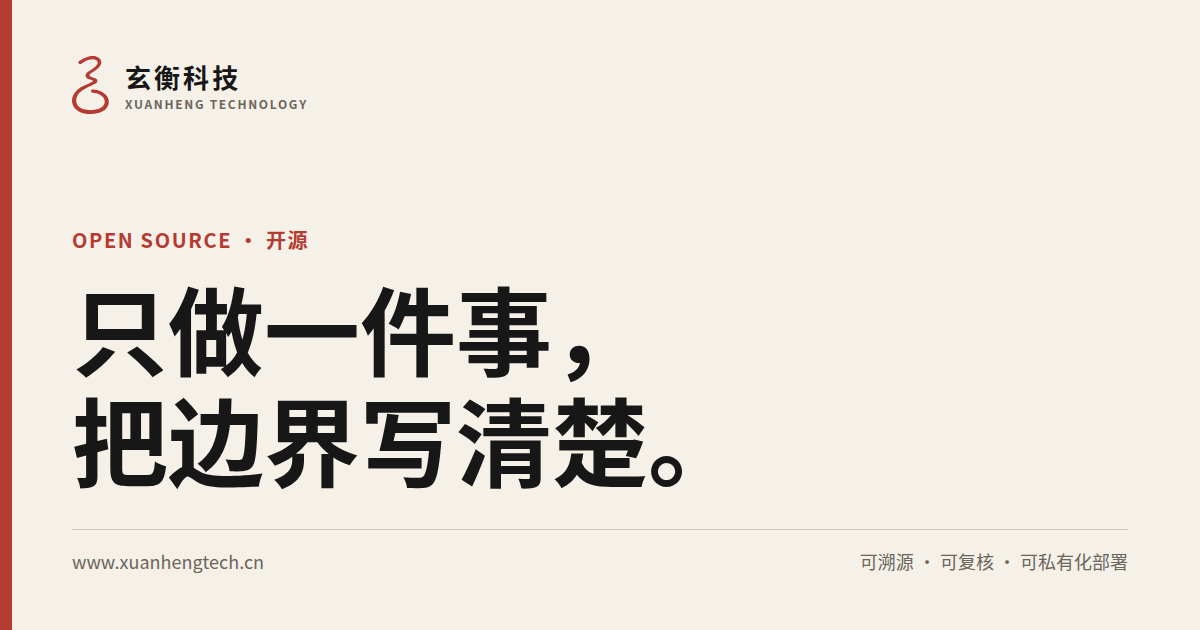 玄衡科技
XUANHENG TECHNOLOGY
OPEN SOURCE · 开源
只做一件事，
把边界写清楚。
www.xuanhengtech.cn
可溯源 · 可复核 · 可私有化部署